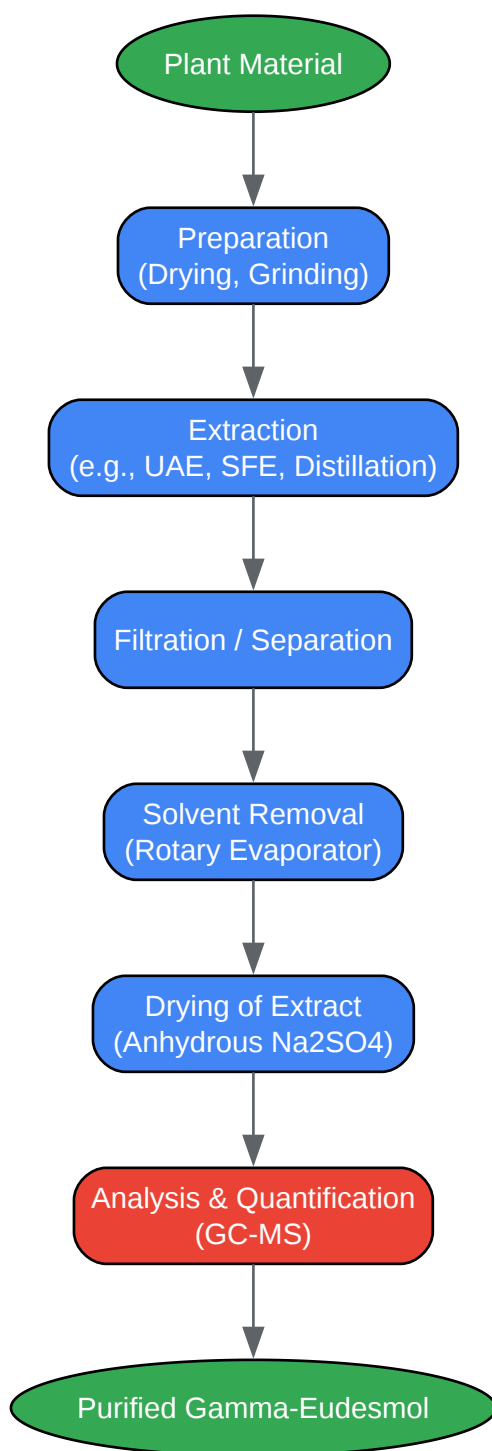 Plant Material
Preparation
(Drying, Grinding)
Extraction
(e.g., UAE, SFE, Distillation)
Filtration / Separation
Solvent Removal
(Rotary Evaporator)
Drying of Extract
(Anhydrous Na2SO4)
Analysis & Quantification
(GC-MS)
Purified Gamma-Eudesmol